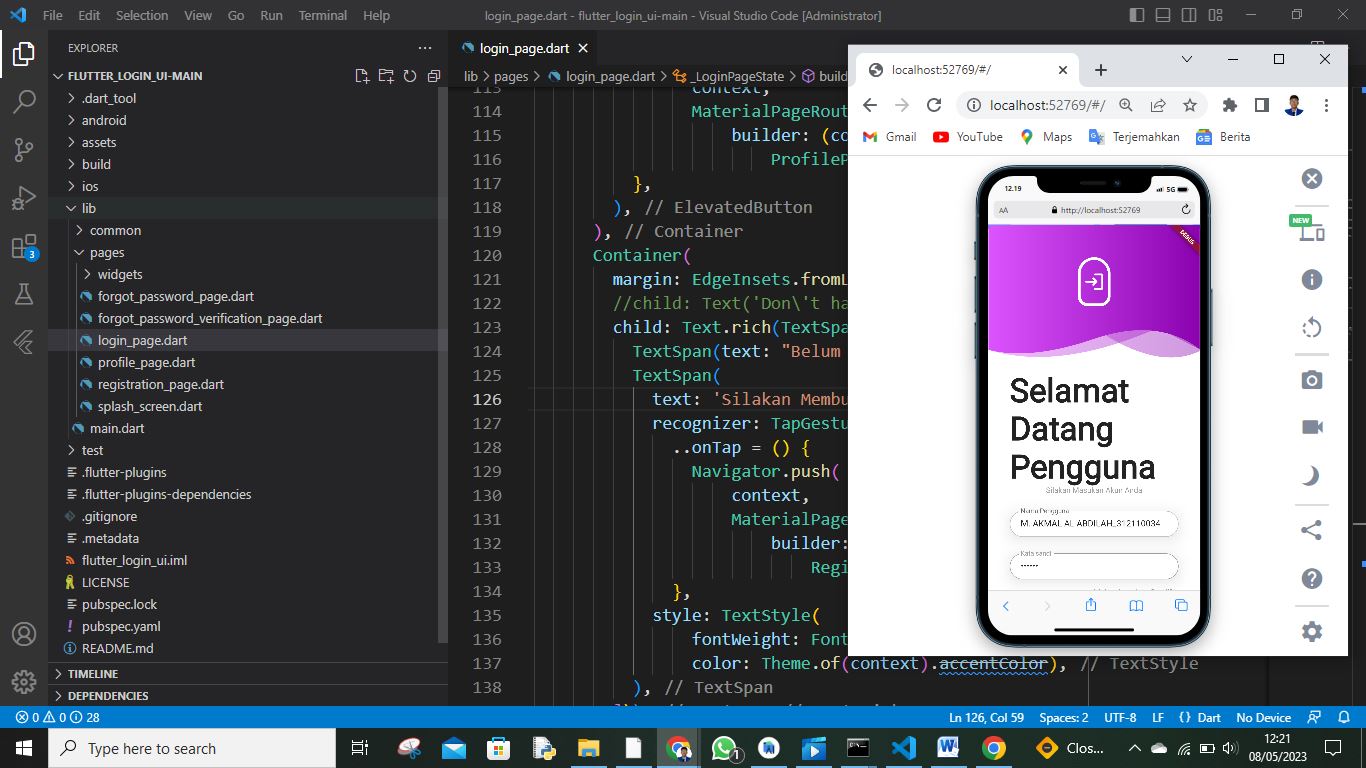 File Edit Selection View Go Run Terminal Help
login_page.dart - flutter_login_ui-main - Visual Studio Code [Administrator]
EXPLORER
FLUTTER_LOGIN_UI-MAIN
.dart_tool
android
assets
build
ios
lib
common
pages
widgets
forgot_password_page.dart
forgot_password_verification_page.dart
login_page.dart
profile_page.dart
registration_page.dart
splash_screen.dart
main.dart
test
.flutter-plugins
.flutter-plugins-dependencies
.gitignore
.metadata
flutter_login_ui.iml
LICENSE
pubspec.lock
pubspec.yaml
README.md
TIMELINE
DEPENDENCIES
3
login_page.dart
lib > pages > login_page.dart > _LoginPageState > build
113 context,
114 MaterialPageRout
115 builder: (co
116 ProfileP
117 },
118 ), // ElevatedButton
119 ), // Container
120 Container(
121 margin: EdgeInsets.fromL
122 //child: Text('Don\'t ha
123 child: Text.rich(TextSpa
124 TextSpan(text: "Belum
125 TextSpan(
126 text: 'Silakan Membu
127 recognizer: TapGestu
128 ..onTap = () {
129 Navigator.push(
130 context,
131 MaterialPage
132 builder:
133 Regi
134 },
135 style: TextStyle(
136 fontWeight: Font
137 color: Theme.of(context).accentColor), // TextStyle
138 ), // TextSpan
localhost:52769/#/
localhost:52769/#/
Gmail YouTube Maps Terjemahkan Berita
NEW
12.19 5G
AA http://localhost:52769
DEBUG
Selamat
Datang
Pengguna
Silakan Masukan Akun Anda
Nama Pengguna
M. AKMAL AL ABDILAH_312110034
Kata sandi
0 0 28
Ln 126, Col 59 Spaces: 2 UTF-8 LF {} Dart No Device
Type here to search
1
Clos...
12:21
08/05/2023